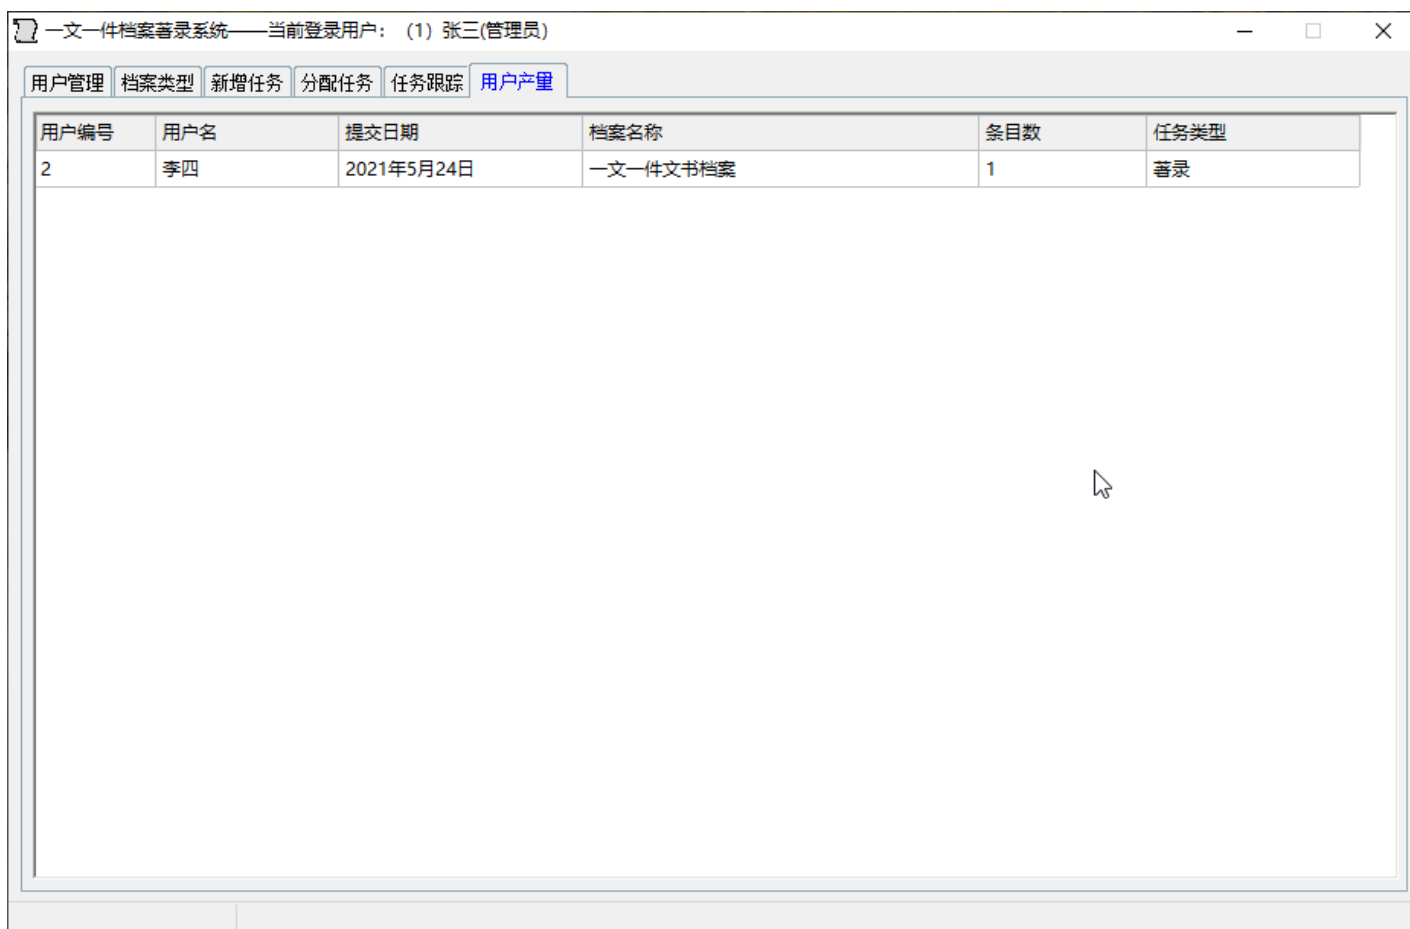 一文一件档案著录系统——当前登录用户：（1）张三(管理员)
用户管理 档案类型 新增任务 分配任务 任务跟踪 用户产量
用户编号 用户名 提交日期 档案名称 条目数 任务类型
2 李四 2021年5月24日 一文一件文书档案 1 著录